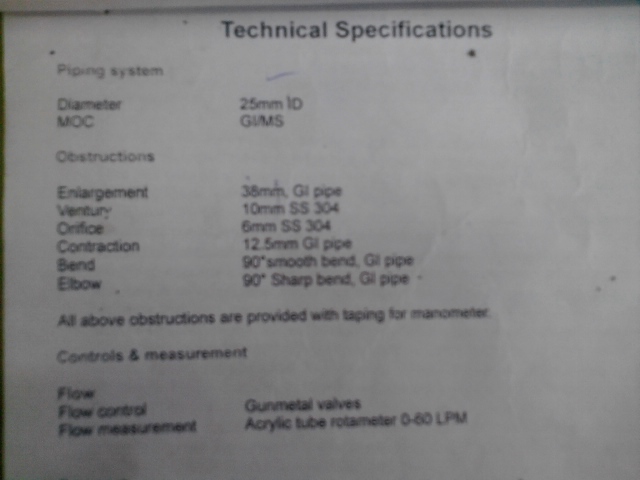 Technical Specifications
Piping system
Diameter 25mm ID
MOC GI/MS
Obstructions
Enlargement 38mm, GI pipe
Ventury 10mm SS 304
Orifice 6mm SS 304
Contraction 12.5mm GI pipe
Bend 90° smooth bend, GI pipe
Elbow 90° Sharp bend, GI pipe
All above obstructions are provided with taping for manometer.
Controls & measurement
Flow
Flow control Gunmetal valves
Flow measurement Acrylic tube rotameter 0-60 LPM